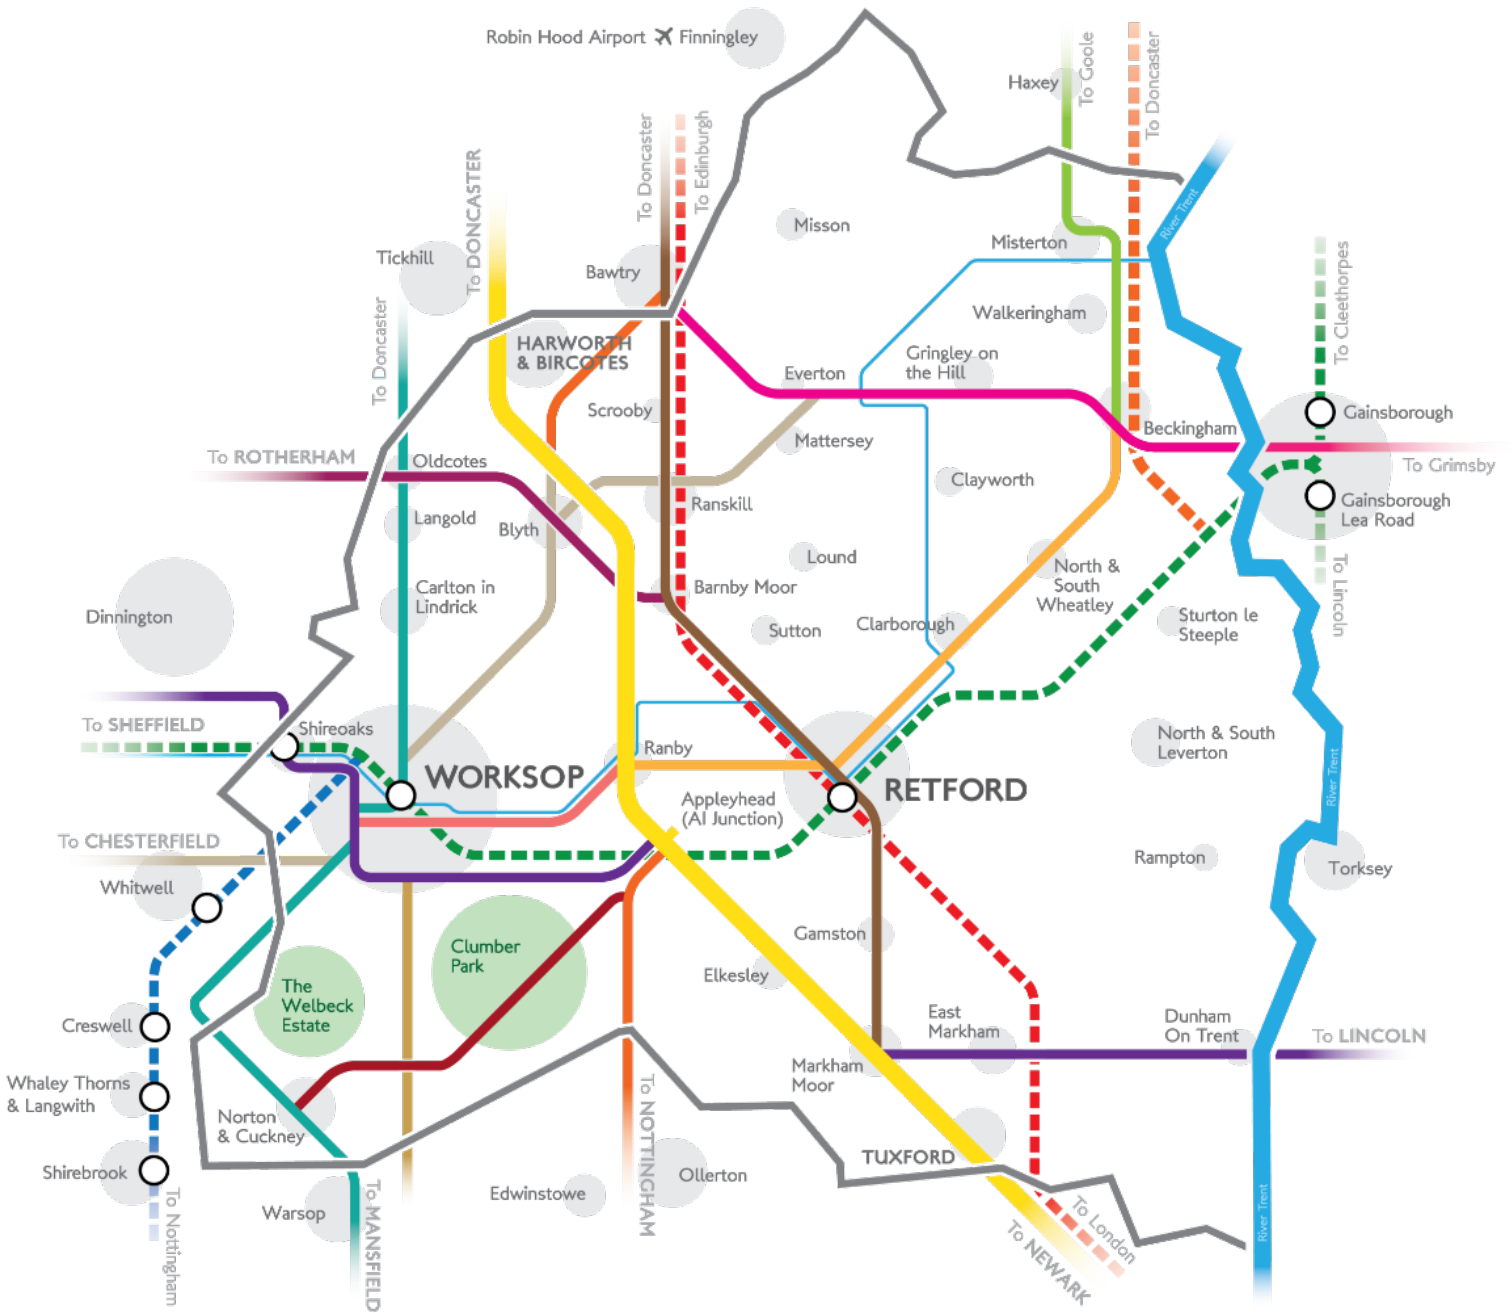 Robin Hood Airport Finningley
Haxey
To Goole
To Doncaster
To Doncaster
To Edinburgh
To DONCASTER
River Trent
Misson
Misterton
Tickhill
Bawtry
To Doncaster
To Cleethorpes
Walkeringham
HARWORTH
& BIRCOTES
Gringley on
the Hill
Everton
Scrooby
Gainsborough
Beckingham
Mattersey
To ROTHERHAM
Oldcotes
To Grimsby
Clayworth
Ranskill
Gainsborough
Lea Road
Langold
Blyth
Lound
North &
South
Wheatley
To Lincoln
Carlton in
Lindrick
Barnby Moor
Dinnington
Sutton
Clarborough
Sturton le
Steeple
To SHEFFIELD
Shireoaks
Ranby
North & South
Leverton
WORKSOP
RETFORD
River Trent
Appleyhead
(A1 Junction)
To CHESTERFIELD
Rampton
Torksey
Whitwell
Gamston
Clumber
Park
Elkesley
The
Welbeck
Estate
Creswell
East
Markham
Dunham
On Trent
To LINCOLN
Markham
Moor
Whaley Thorns
& Langwith
Norton
& Cuckney
To NOTTINGHAM
TUXFORD
Shirebrook
Ollerton
Edwinstowe
Warsop
To Nottingham
To MANSFIELD
To London
To NEWARK
River Trent